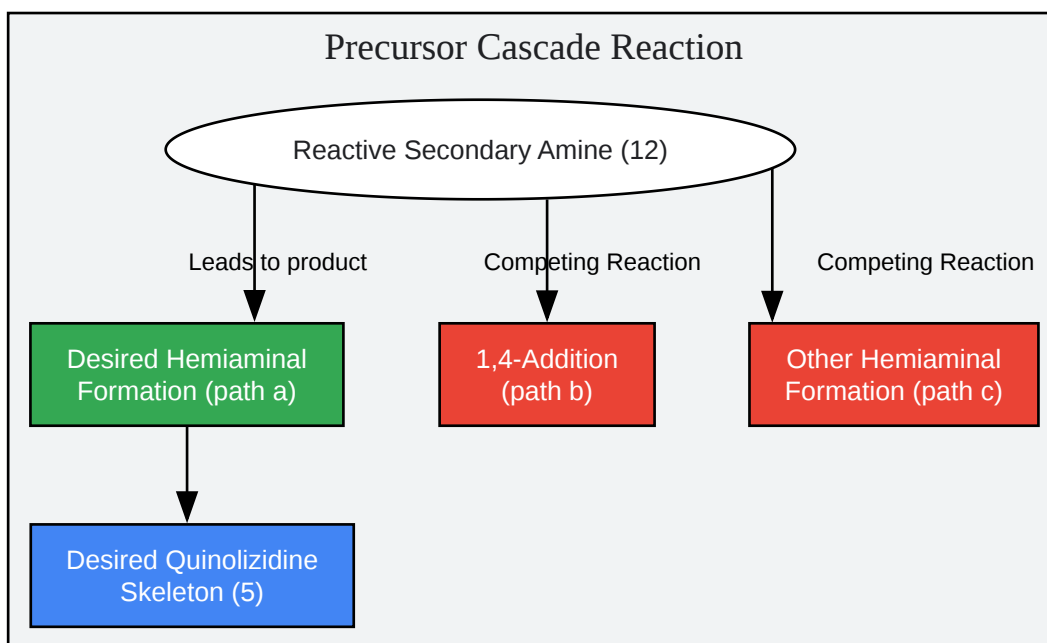 Precursor Cascade Reaction
Reactive Secondary Amine (12)
Leads to product
Competing Reaction
Competing Reaction
Desired Hemiaminal
Formation (path a)
1,4-Addition
(path b)
Other Hemiaminal
Formation (path c)
Desired Quinolizidine
Skeleton (5)